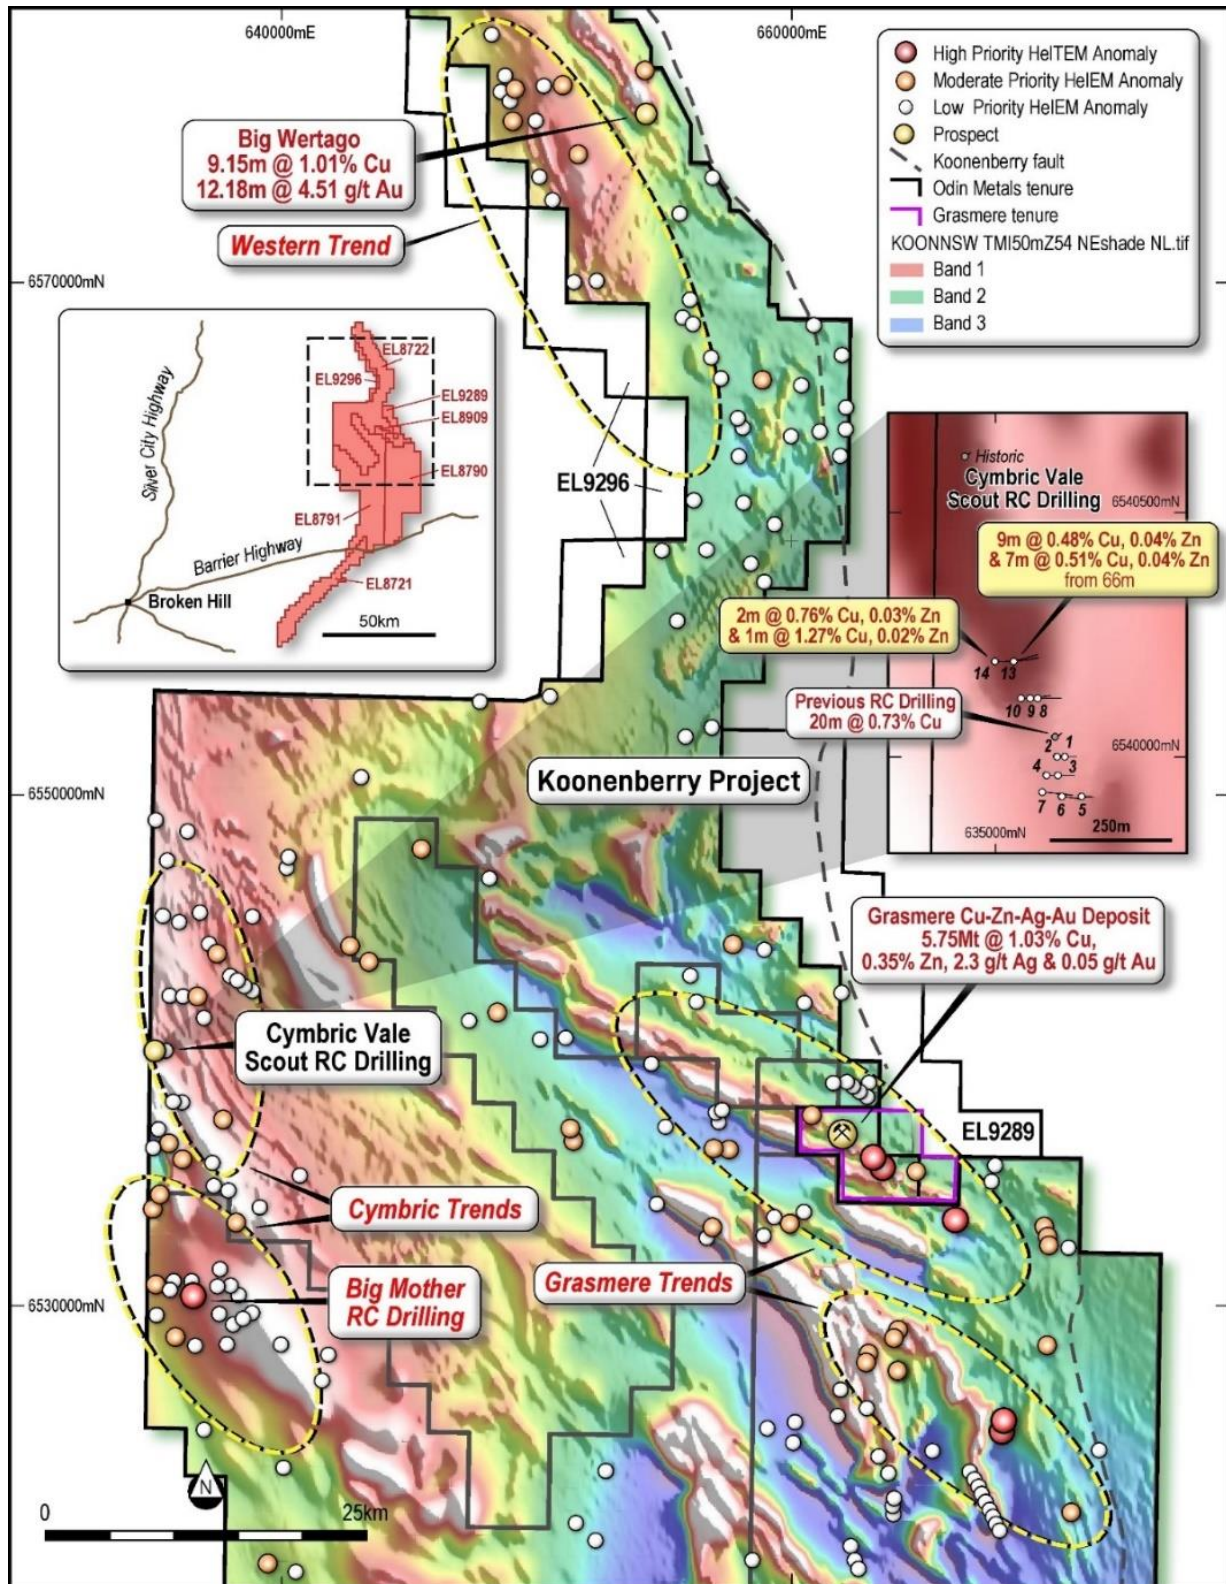 640000mE
660000mE
High Priority HelTEM Anomaly
Moderate Priority HelEM Anomaly
Low Priority HelEM Anomaly
Prospect
Koonenberry fault
Odin Metals tenure
Grasmere tenure
KOONNSW TMI50mZ54 NEshade NL.tif
Band 1
Band 2
Band 3
Big Wertago
9.15m @ 1.01% Cu
12.18m @ 4.51 g/t Au
Western Trend
6570000mN
Silver City Highway
EL8722
EL9296
EL9289
EL8909
EL8790
EL8791
Barrier Highway
EL8721
Broken Hill
50km
EL9296
Historic
Cymbric Vale
Scout RC Drilling
6540500mN
9m @ 0.48% Cu, 0.04% Zn
& 7m @ 0.51% Cu, 0.04% Zn
from 66m
2m @ 0.76% Cu, 0.03% Zn
& 1m @ 1.27% Cu, 0.02% Zn
14 13
10 9 8
Previous RC Drilling
20m @ 0.73% Cu
2 1
6540000mN
4 3
7 6 5
635000mN
250m
Koonenberry Project
6550000mN
Grasmere Cu-Zn-Ag-Au Deposit
5.75Mt @ 1.03% Cu,
0.35% Zn, 2.3 g/t Ag & 0.05 g/t Au
Cymbric Vale
Scout RC Drilling
EL9289
Cymbric Trends
Grasmere Trends
Big Mother
RC Drilling
6530000mN
N
0
25km